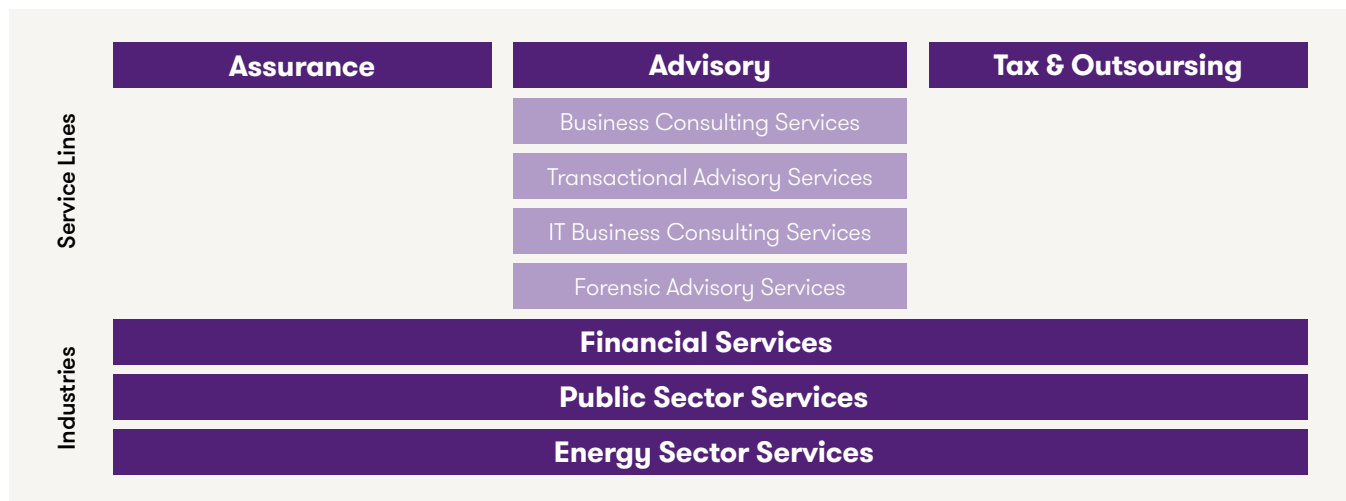 Assurance
Advisory
Tax & Outsoursing
Service Lines
Business Consulting Services
Transactional Advisory Services
IT Business Consulting Services
Forensic Advisory Services
Industries
Financial Services
Public Sector Services
Energy Sector Services